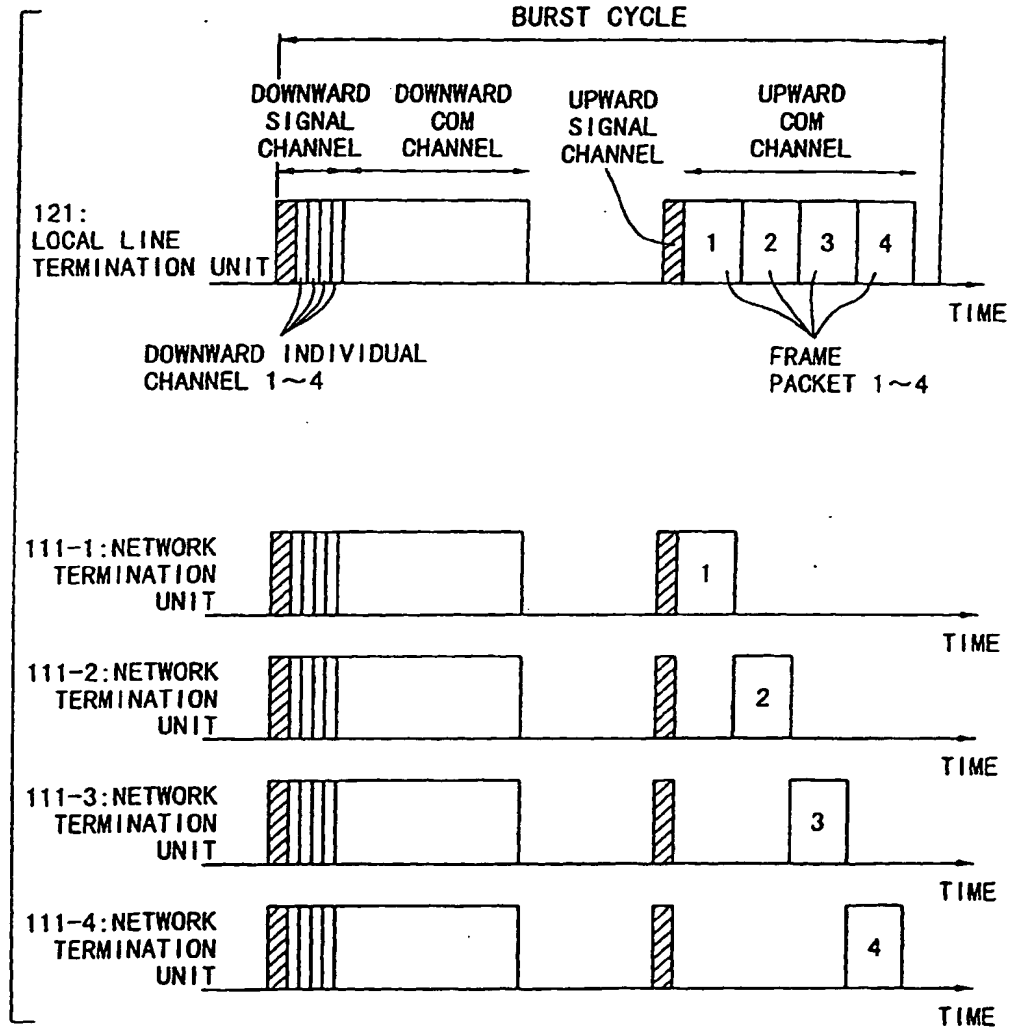 BURST CYCLE
DOWNWARD
SIGNAL
CHANNEL
DOWNWARD
COM
CHANNEL
UPWARD
SIGNAL
CHANNEL
UPWARD
COM
CHANNEL
121:
LOCAL LINE
TERMINATION UNIT
1 2 3 4
TIME
DOWNWARD INDIVIDUAL
CHANNEL 1～4
FRAME
PACKET 1～4
111-1:NETWORK
TERMINATION
UNIT
1
TIME
111-2:NETWORK
TERMINATION
UNIT
2
TIME
111-3:NETWORK
TERMINATION
UNIT
3
TIME
111-4:NETWORK
TERMINATION
UNIT
4
TIME